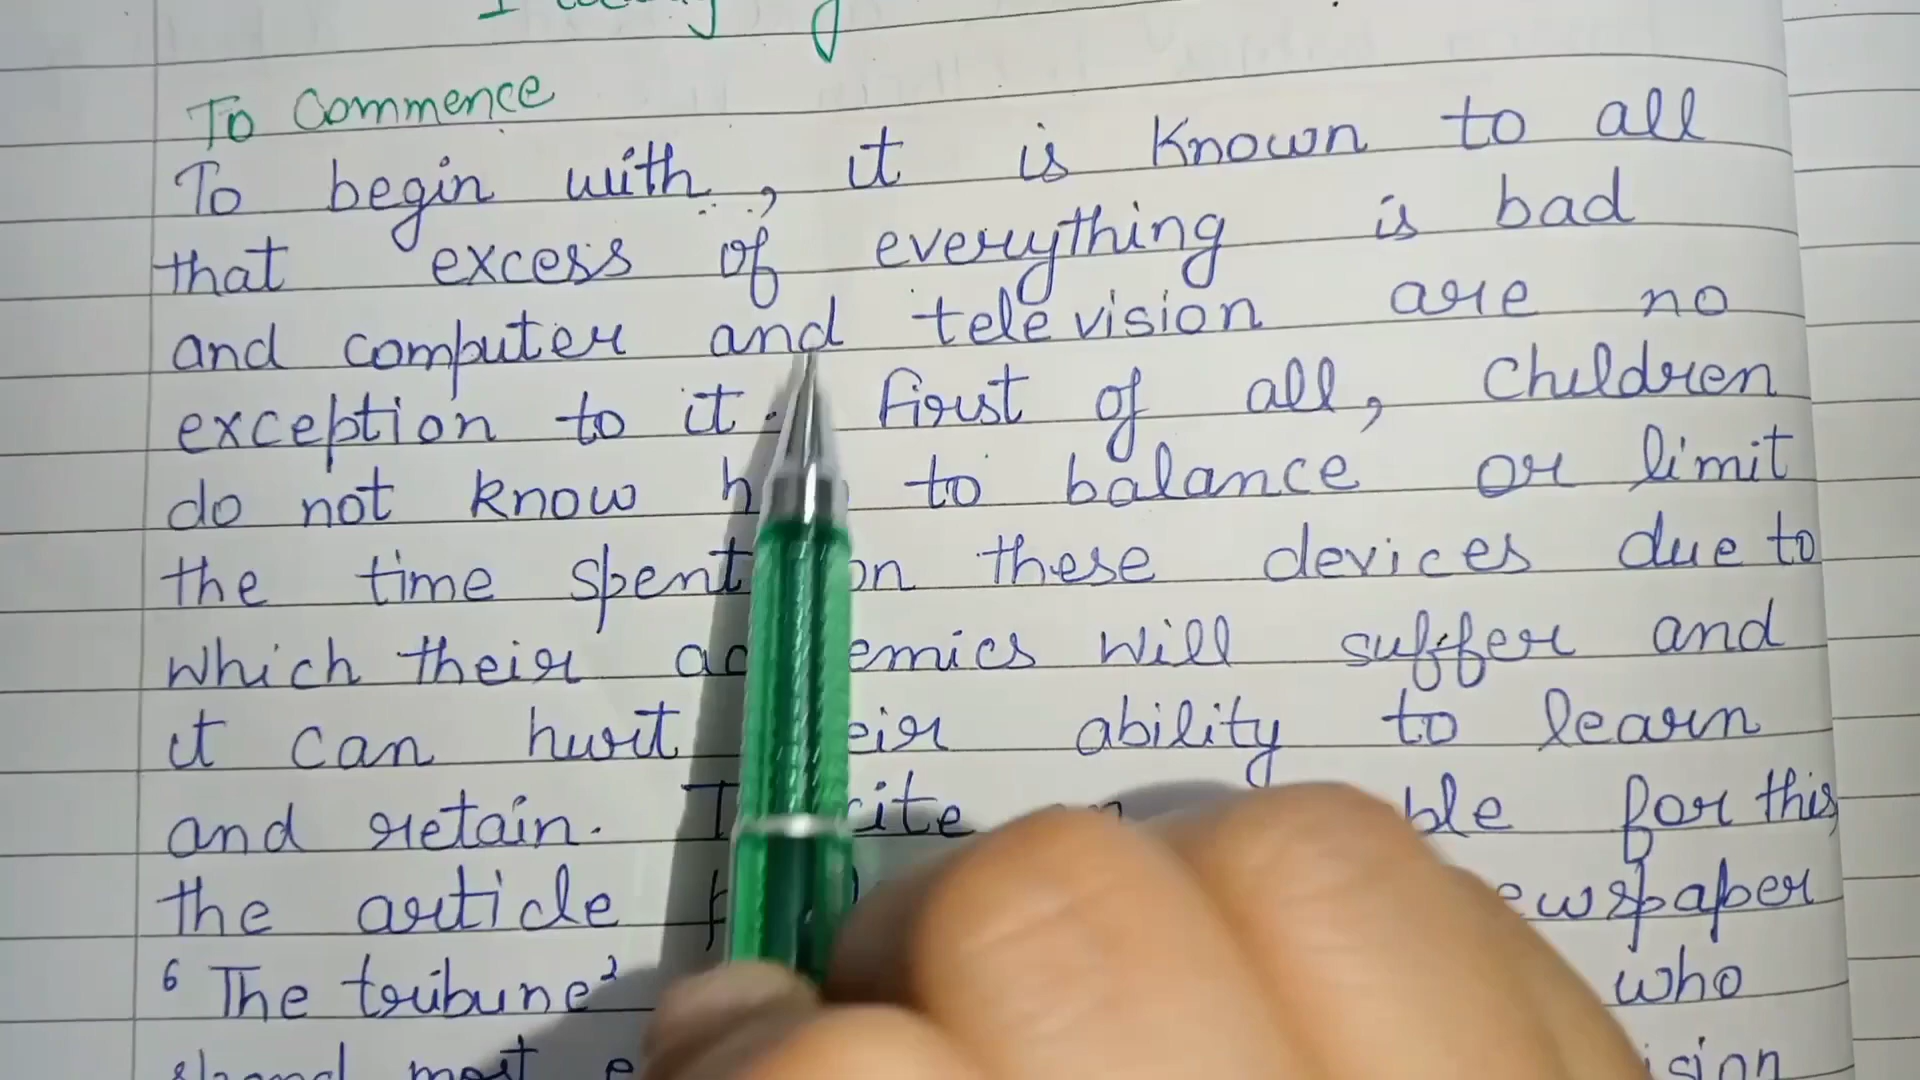 To Commence
To begin with, it is known to all
that excess of everything is bad
and computer and television are no
exception to it. First of all, children
do not know to balance or limit
the time spent on these devices due to
which their will suffer and
it can hurt ability to learn
and retain. for this,
the article newspaper
'The tribune' who
most